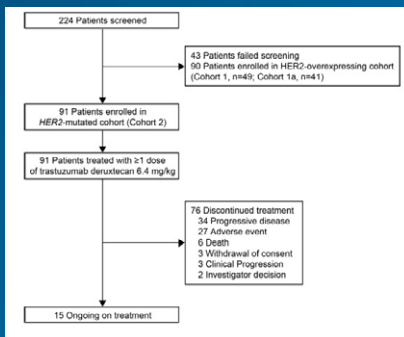 224 Patients screened
43 Patients failed screening
90 Patients enrolled in HER2-overexpressing cohort
(Cohort 1, n=49; Cohort 1a, n=41)
91 Patients enrolled in
HER2-mutated cohort (Cohort 2)
91 Patients treated with ≥1 dose
of trastuzumab deruxtecan 6.4 mg/kg
76 Discontinued treatment
34 Progressive disease
27 Adverse event
6 Death
3 Withdrawal of consent
3 Clinical Progression
2 Investigator decision
15 Ongoing on treatment